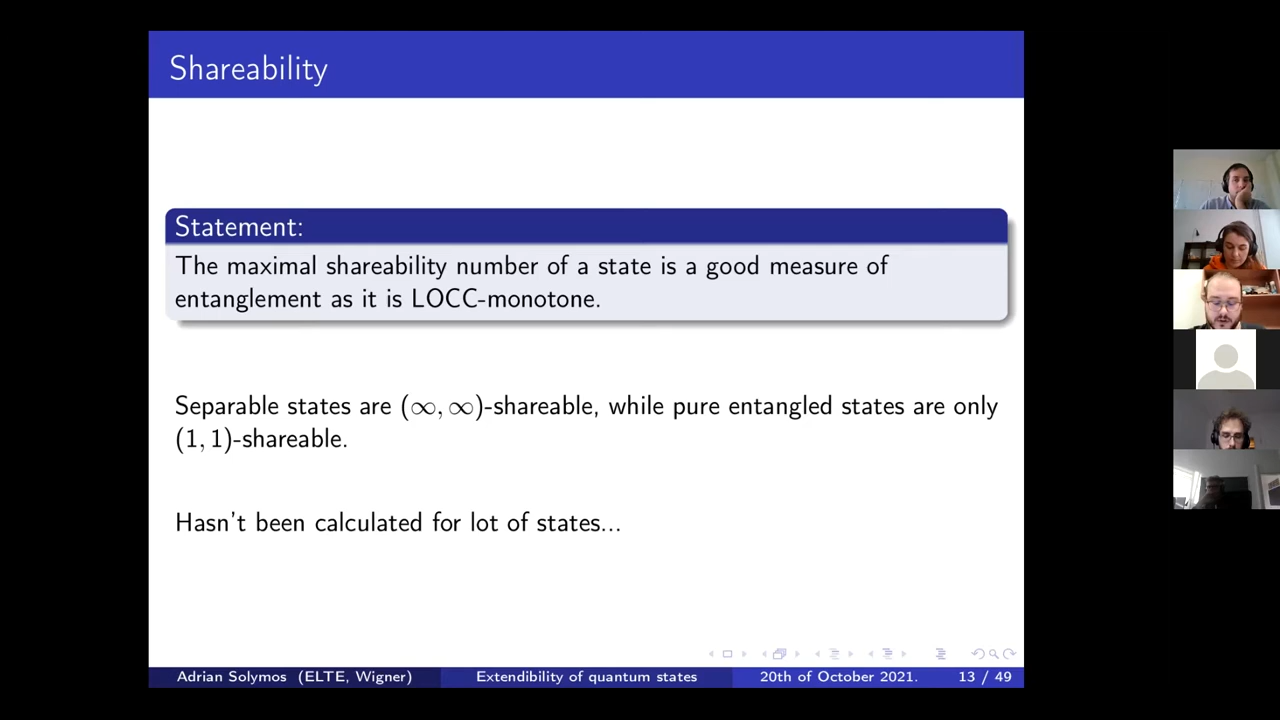 Shareability
Statement:
The maximal shareability number of a state is a good measure of
entanglement as it is LOCC-monotone.
Separable states are (∞, ∞)-shareable, while pure entangled states are only
(1, 1)-shareable.
Hasn't been calculated for lot of states...
Adrian Solymos (ELTE, Wigner) Extendibility of quantum states 20th of October 2021. 13 / 49